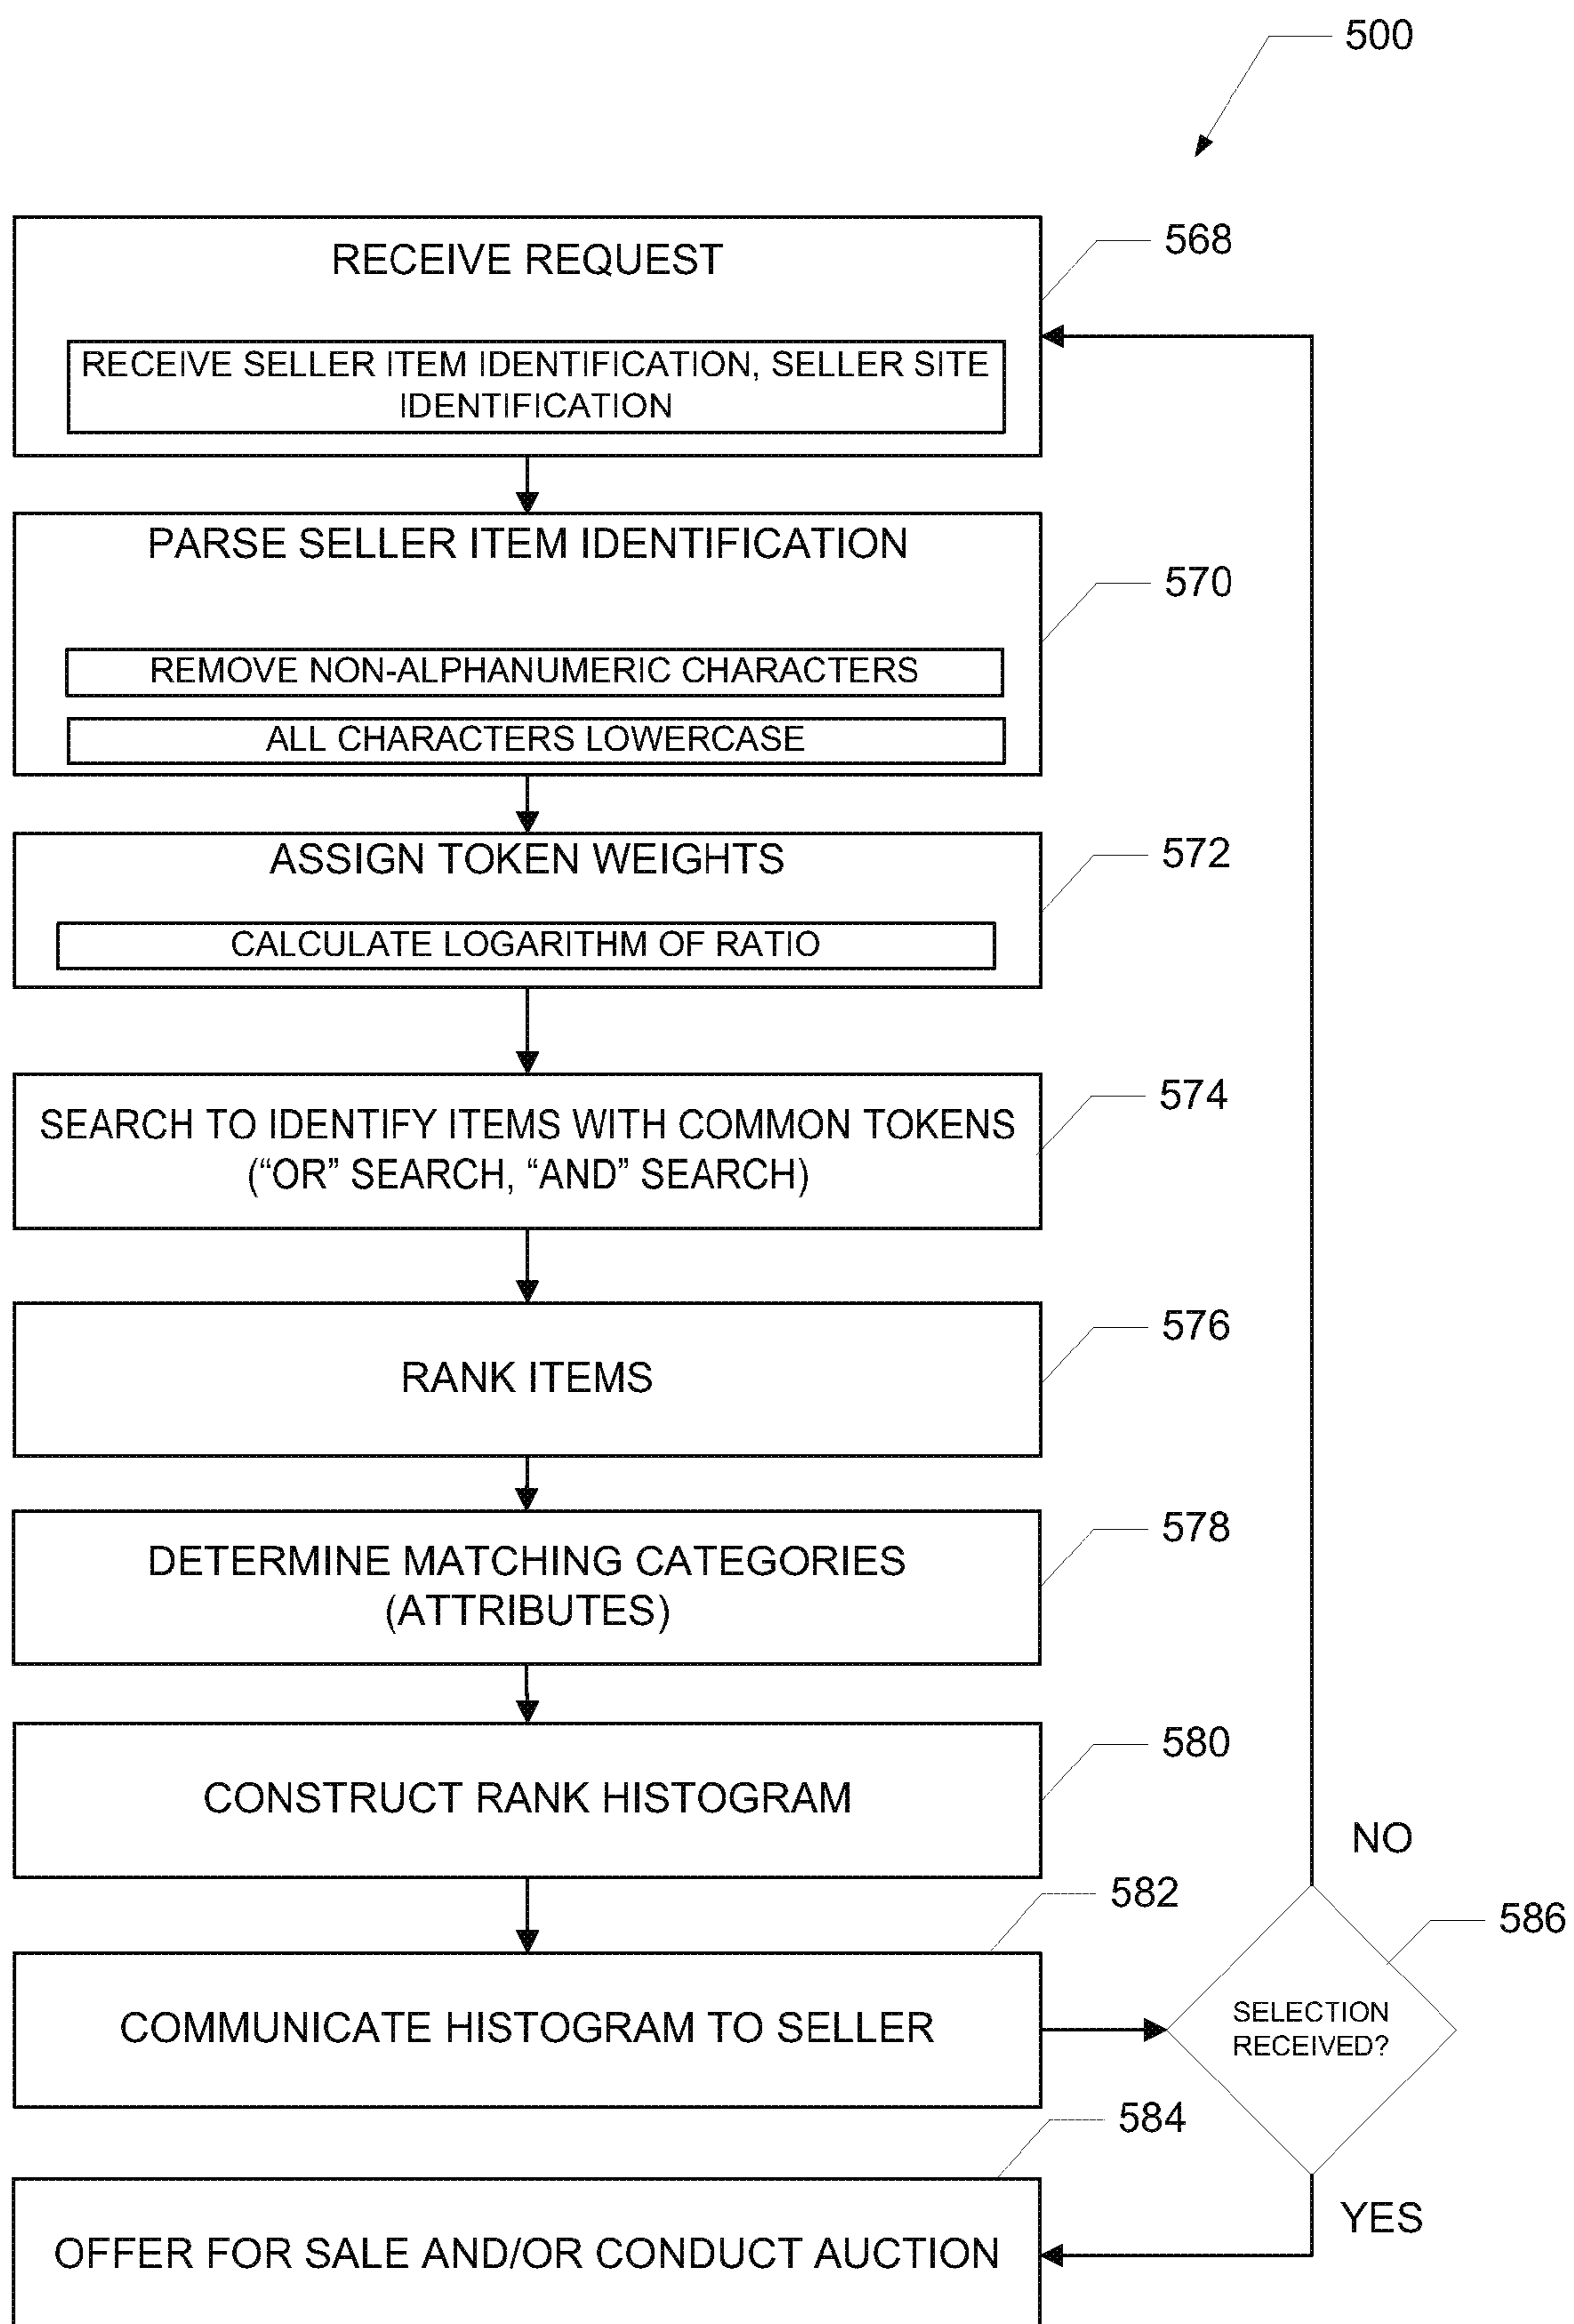 500
RECEIVE REQUEST
568
RECEIVE SELLER ITEM IDENTIFICATION, SELLER SITE
IDENTIFICATION
PARSE SELLER ITEM IDENTIFICATION
570
REMOVE NON-ALPHANUMERIC CHARACTERS
ALL CHARACTERS LOWERCASE
ASSIGN TOKEN WEIGHTS
572
CALCULATE LOGARITHM OF RATIO
574
SEARCH TO IDENTIFY ITEMS WITH COMMON TOKENS
(“OR” SEARCH, “AND” SEARCH)
576
RANK ITEMS
578
DETERMINE MATCHING CATEGORIES
(ATTRIBUTES)
580
CONSTRUCT RANK HISTOGRAM
NO
582
586
COMMUNICATE HISTOGRAM TO SELLER
SELECTION
RECEIVED?
584
YES
OFFER FOR SALE AND/OR CONDUCT AUCTION